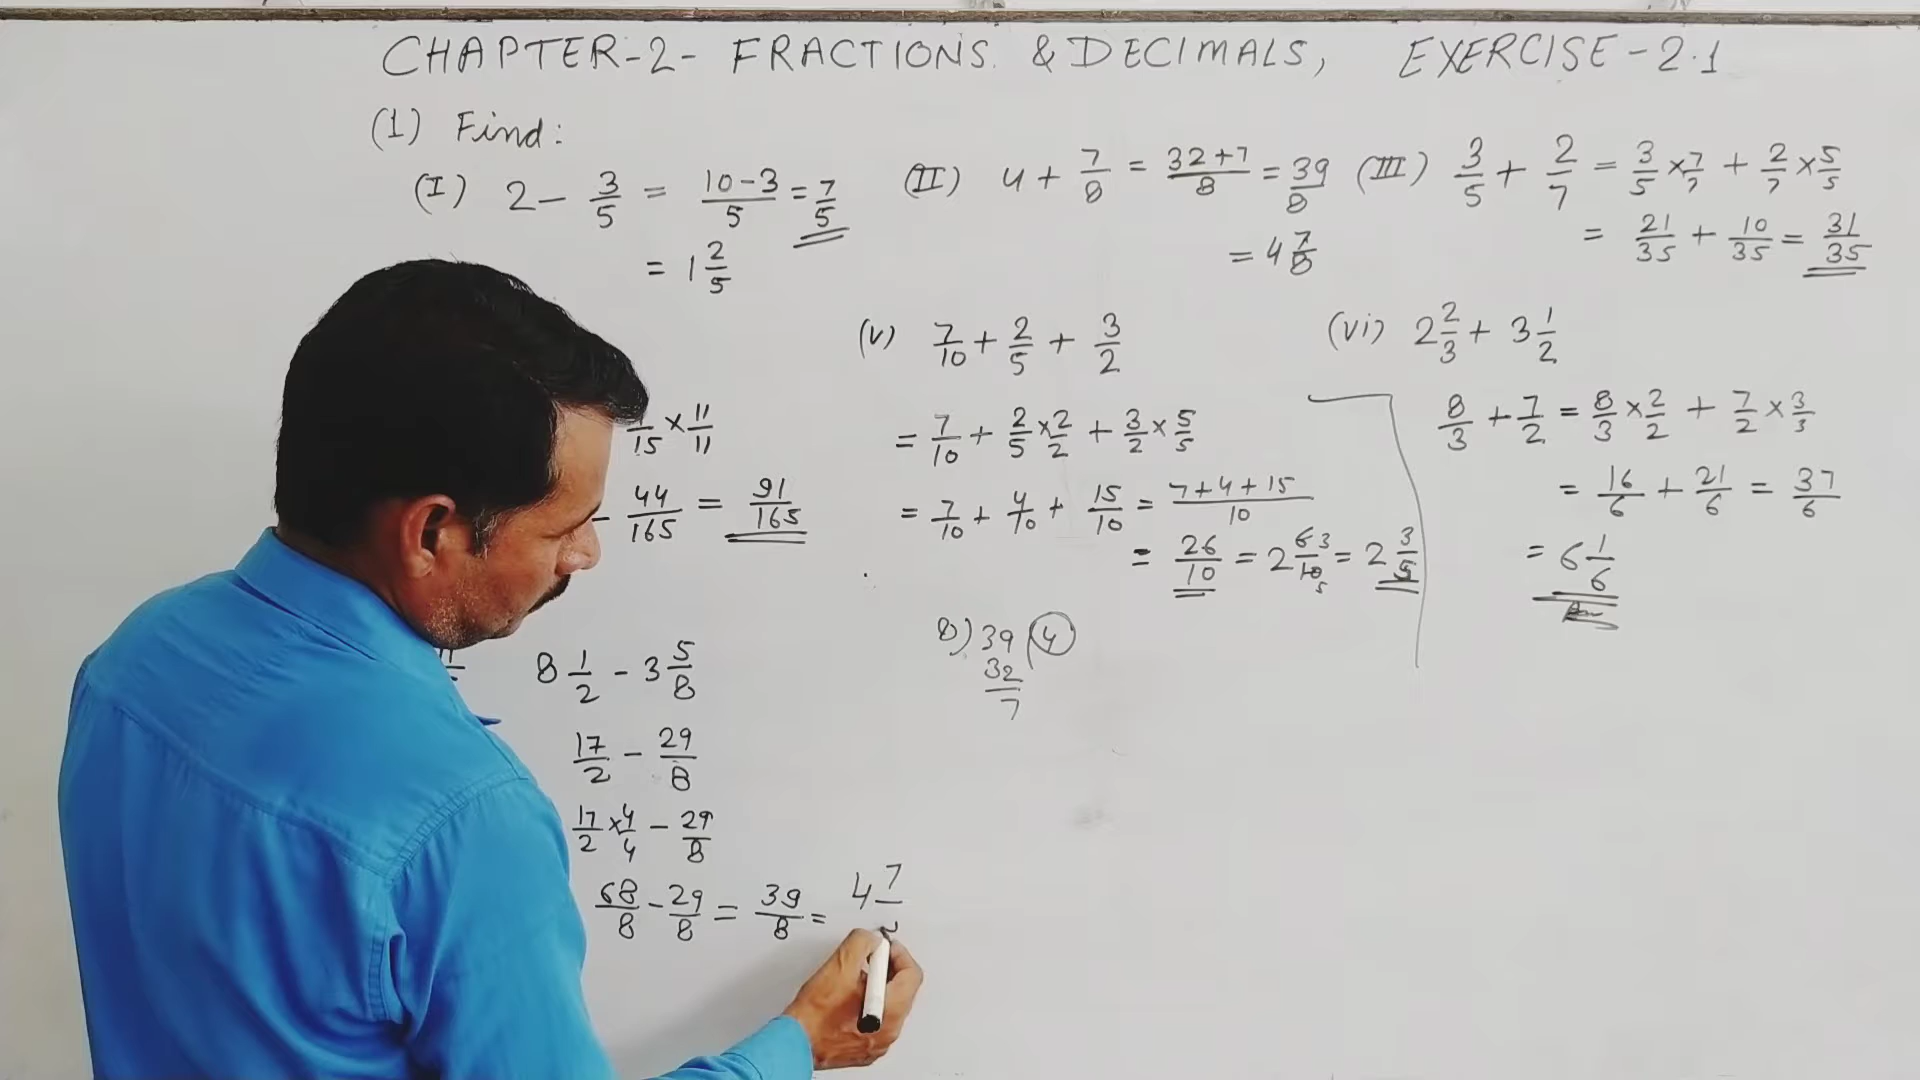 CHAPTER-2- FRACTIONS & DECIMALS, EXERCISE-2.1
(1) Find:
(I) 2 - 3/5 = (10-3)/5 = 7/5
= 1 2/5
(II) 4 + 7/8 = (32+7)/8 = 39/8
= 4 7/8
(III) 3/5 + 2/7 = 3/5 × 7/7 + 2/7 × 5/5
= 21/35 + 10/35 = 31/35
/15 × 11/11
- 44/165 = 91/165
(v) 7/10 + 2/5 + 3/2
= 7/10 + 2/5 × 2/2 + 3/2 × 5/5
= 7/10 + 4/10 + 15/10 = (7+4+15)/10
= 26/10 = 2 6/10 3 5 = 2 3/5
(vi) 2 2/3 + 3 1/2
8/3 + 7/2 = 8/3 × 2/2 + 7/2 × 3/3
= 16/6 + 21/6 = 37/6
= 6 1/6
8 1/2 - 3 5/8
17/2 - 29/8
17/2 × 4/4 - 29/8
68/8 - 29/8 = 39/8 = 4 7/
8)39(4
32
7